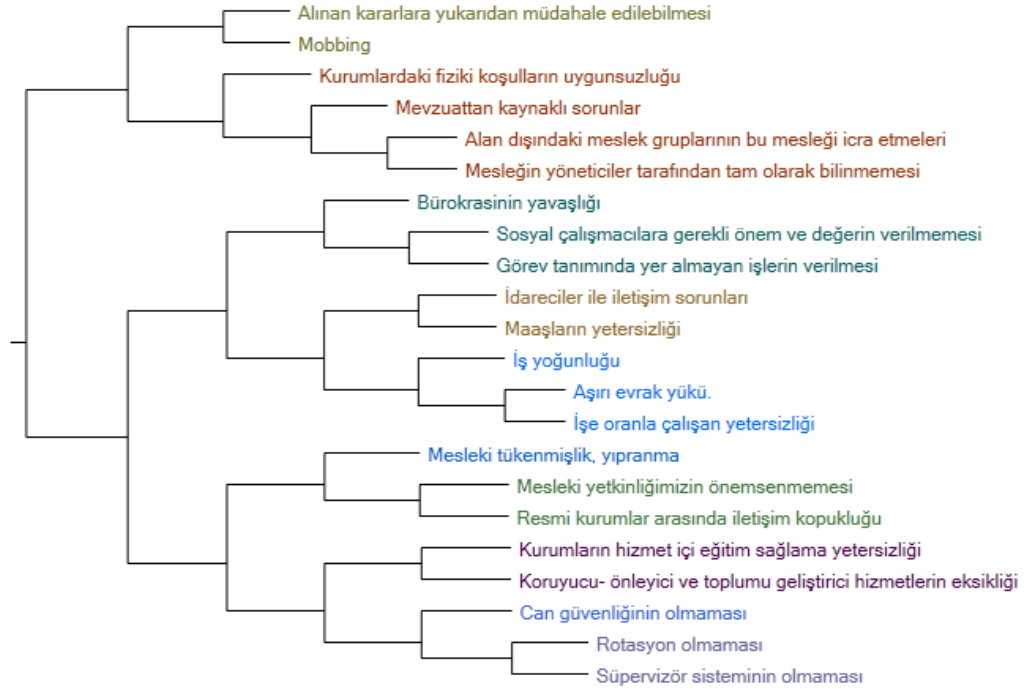 Alınan kararlara yukarıdan müdahale edilebilmesi
Mobbing
Kurumlardaki fiziki koşulların uygunsuzluğu
Mevzuattan kaynaklı sorunlar
Alan dışındaki meslek gruplarının bu mesleği icra etmeleri
Mesleğin yöneticiler tarafından tam olarak bilinmemesi
Bürokrasinin yavaşlığı
Sosyal çalışmacılara gerekli önem ve değerin verilmemesi
Görev tanımında yer almayan işlerin verilmesi
İdareciler ile iletişim sorunları
Maaşların yetersizliği
İş yoğunluğu
Aşırı evrak yükü.
İşe oranla çalışan yetersizliği
Mesleki tükenmişlik, yıpranma
Mesleki yetkinliğimizin önemsenmemesi
Resmi kurumlar arasında iletişim kopukluğu
Kurumların hizmet içi eğitim sağlama yetersizliği
Koruyucu- önleyici ve toplumu geliştirici hizmetlerin eksikliği
Can güvenliğinin olmaması
Rotasyon olmaması
Süpervizör sisteminin olmaması